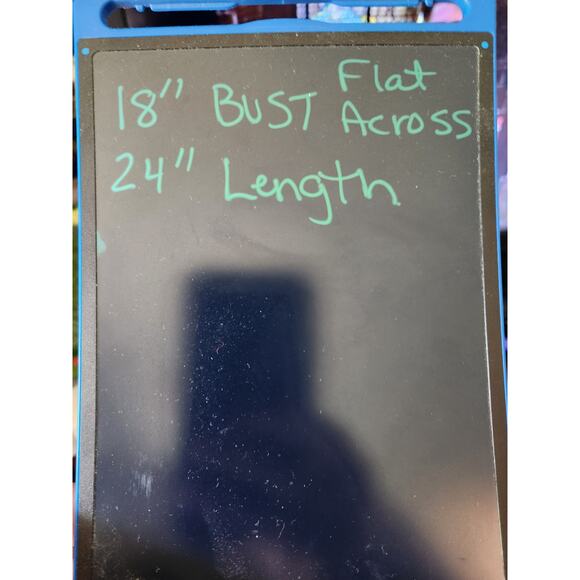 18" BUST Flat Across
24" Length